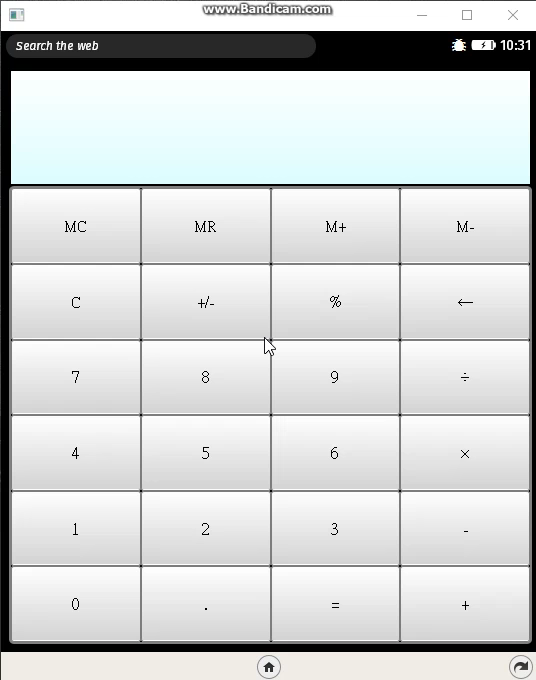 www.Bandicam.com
Search the web 10:31
MC MR M+ M-
C +/- % ←
7 8 9 ÷
4 5 6 ×
1 2 3 -
0 . = +